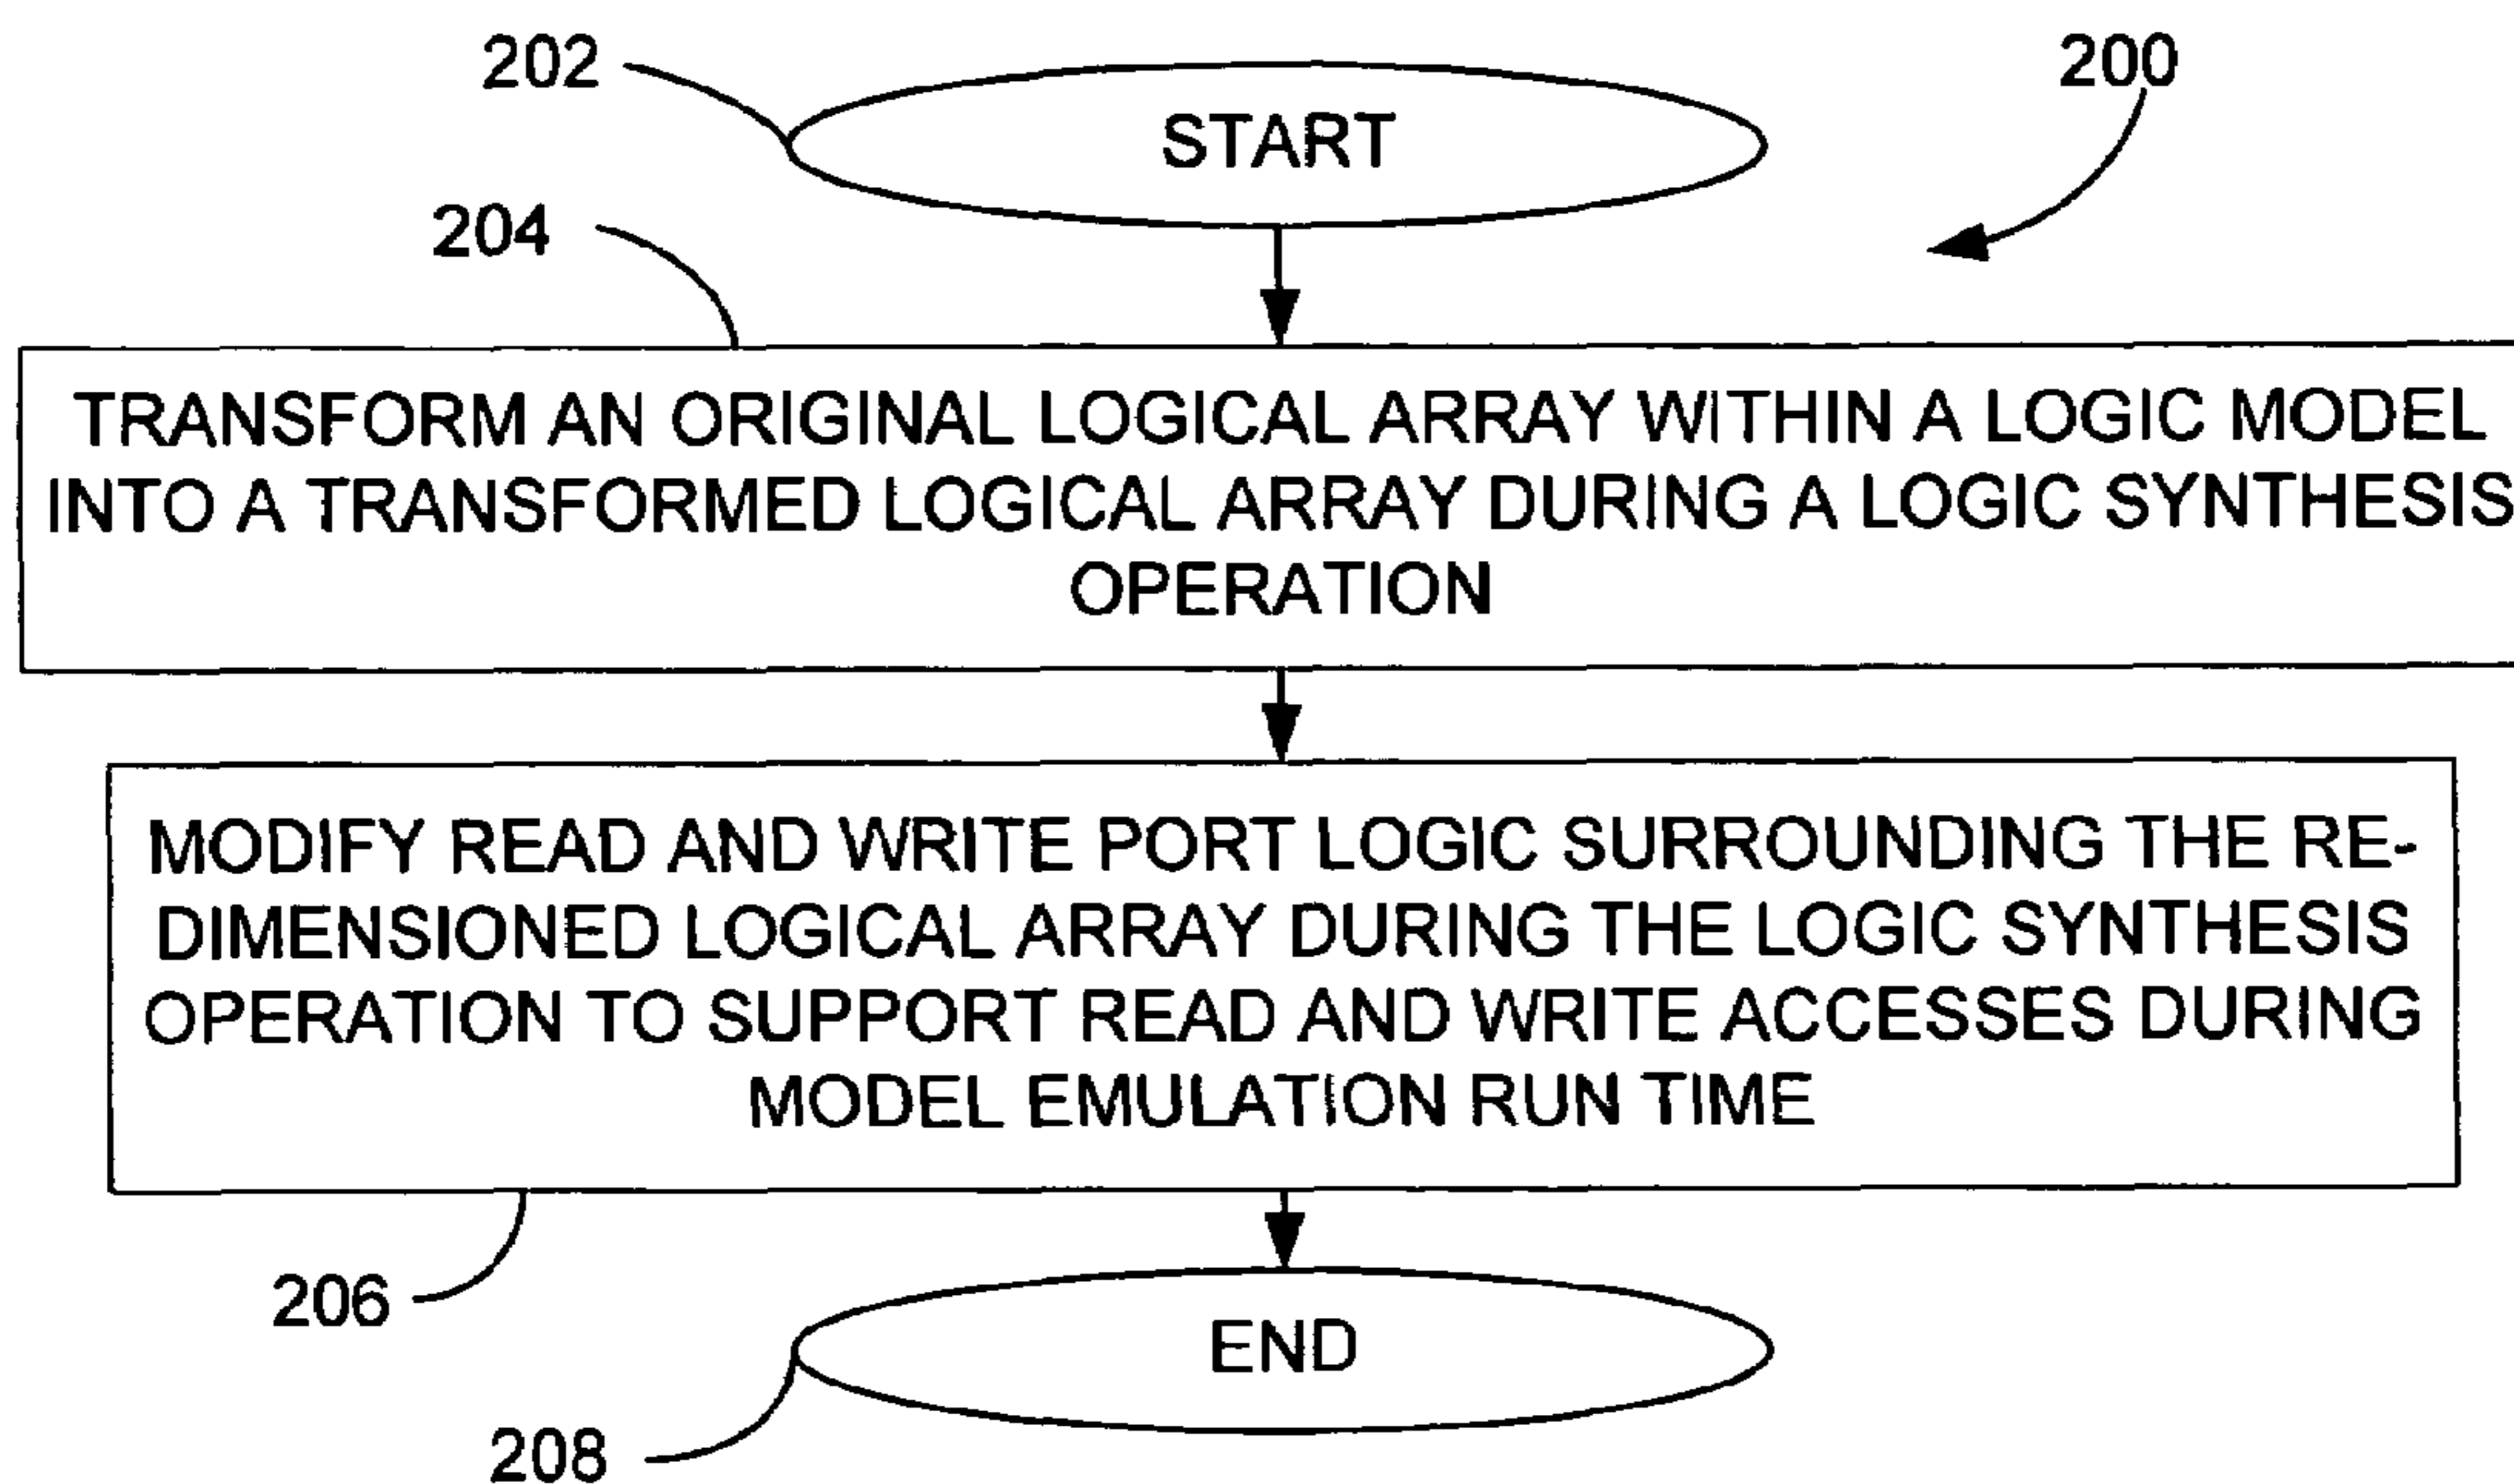 202
200
START
204
TRANSFORM AN ORIGINAL LOGICAL ARRAY WITHIN A LOGIC MODEL
INTO A TRANSFORMED LOGICAL ARRAY DURING A LOGIC SYNTHESIS
OPERATION
MODIFY READ AND WRITE PORT LOGIC SURROUNDING THE RE-
DIMENSIONED LOGICAL ARRAY DURING THE LOGIC SYNTHESIS
OPERATION TO SUPPORT READ AND WRITE ACCESSES DURING
MODEL EMULATION RUN TIME
206
END
208